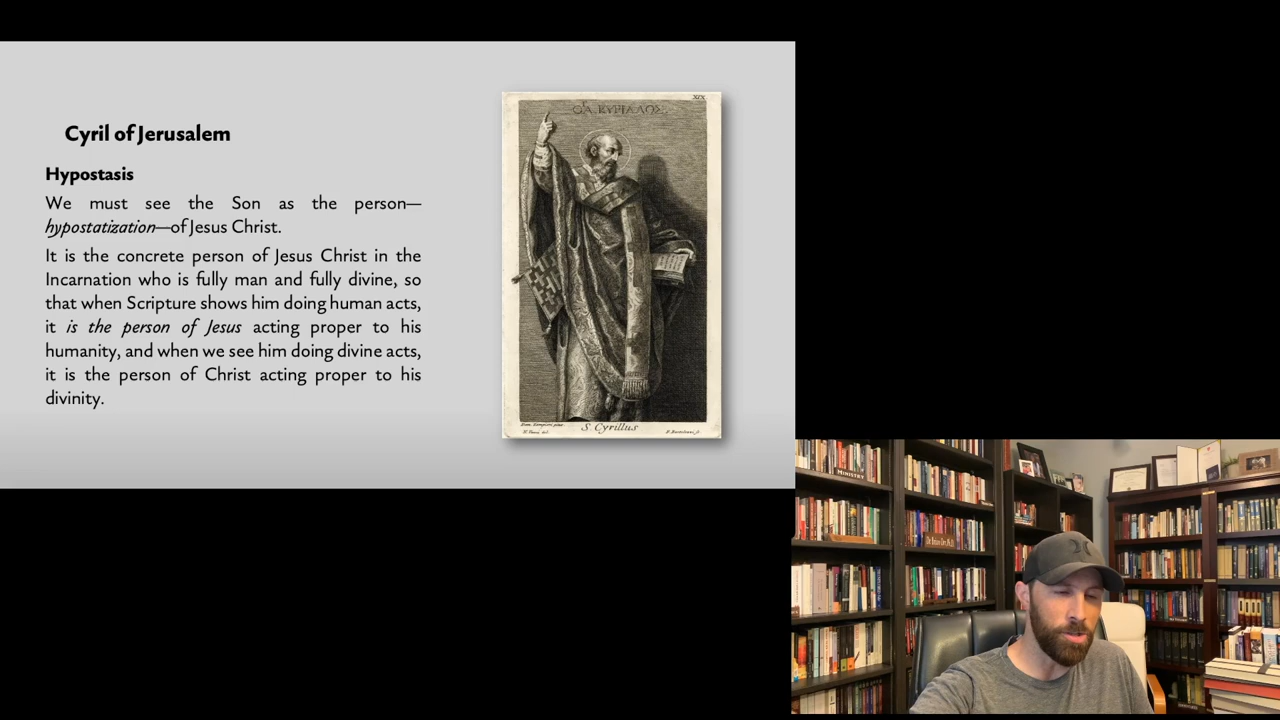 Cyril of Jerusalem
Hypostasis
We must see the Son as the person—
hypostatization—of Jesus Christ.
It is the concrete person of Jesus Christ in the
Incarnation who is fully man and fully divine, so
that when Scripture shows him doing human acts,
it is the person of Jesus acting proper to his
humanity, and when we see him doing divine acts,
it is the person of Christ acting proper to his
divinity.
XIX
S. Cyrillus
MINISTRY